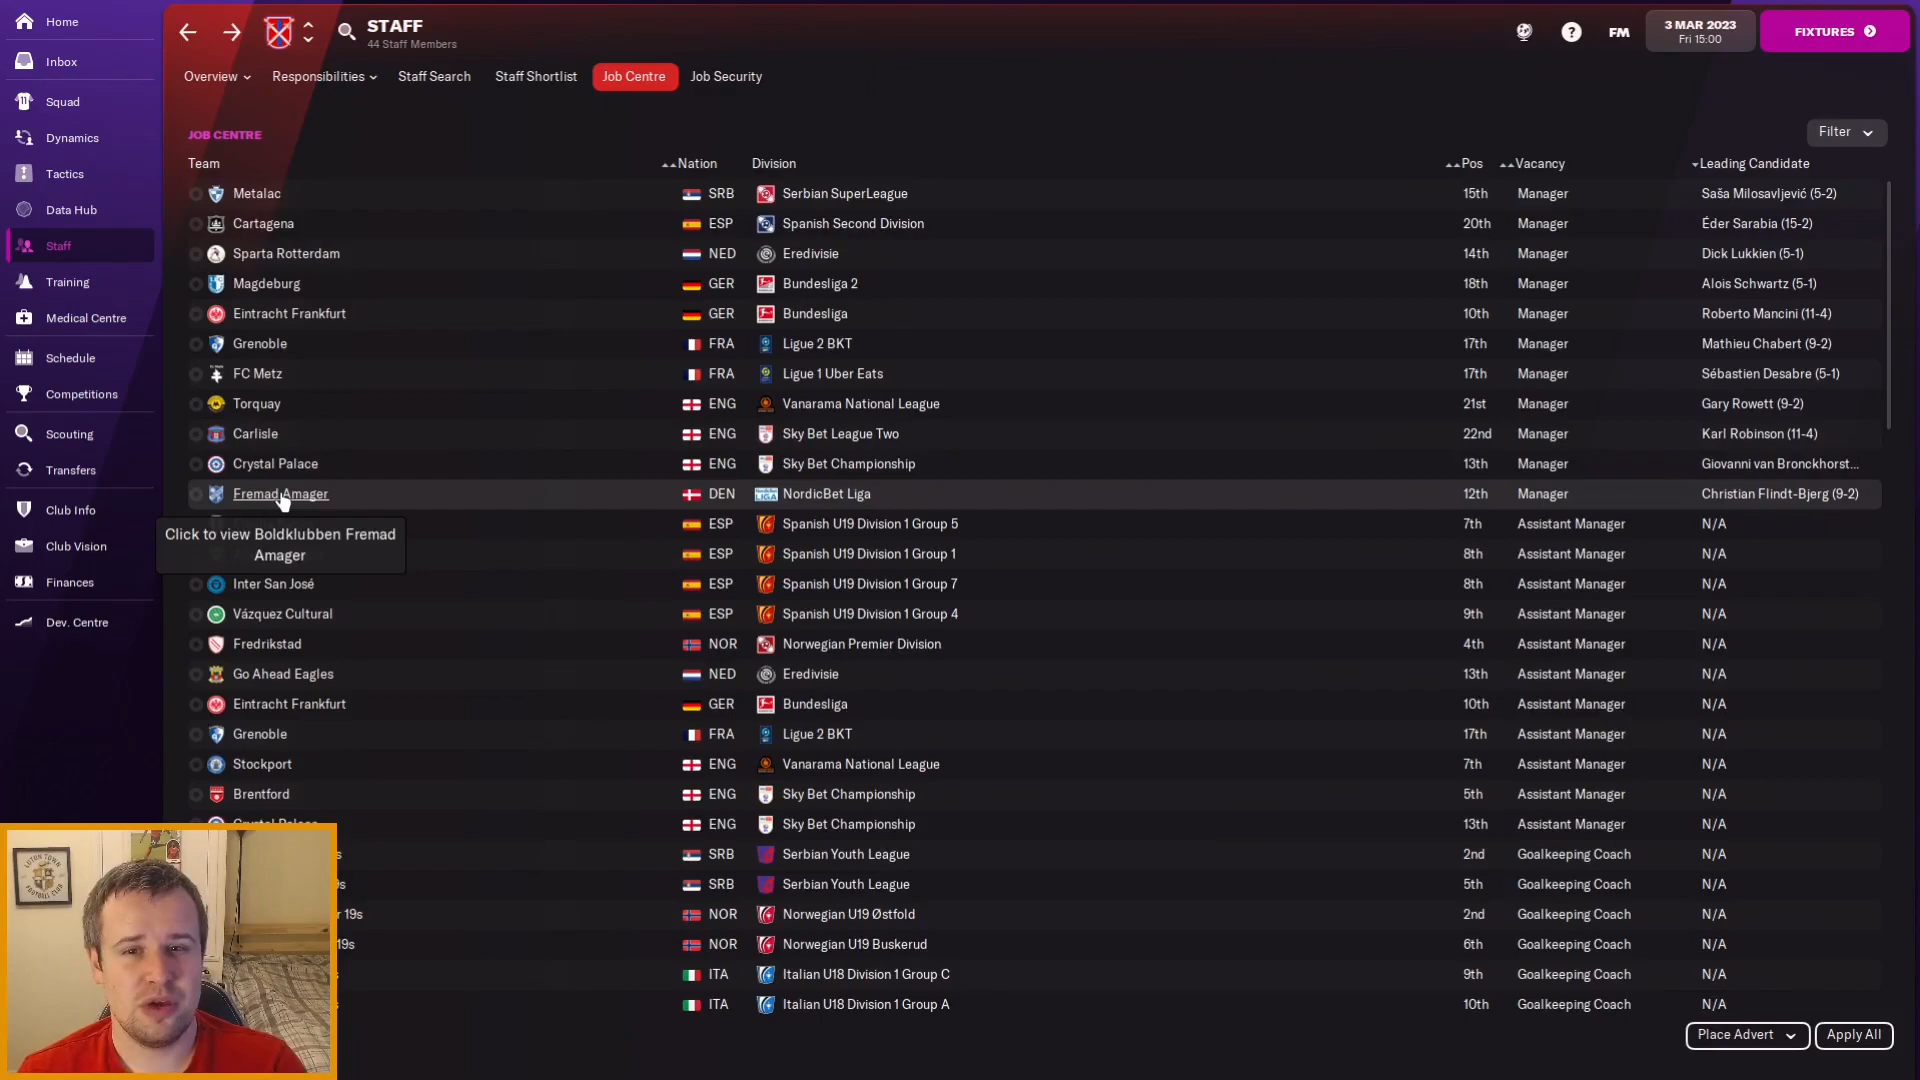 Home
Inbox
Squad
Dynamics
Tactics
Data Hub
Staff
Training
Medical Centre
Schedule
Competitions
Scouting
Transfers
Club Info
Club Vision
Finances
Dev. Centre
STAFF
44 Staff Members
FM
3 MAR 2023
Fri 15:00
FIXTURES
Overview
Responsibilities
Staff Search
Staff Shortlist
Job Centre
Job Security
JOB CENTRE
Filter
Team Nation Division Pos Vacancy Leading Candidate
Metalac SRB Serbian SuperLeague 15th Manager Saša Milosavljević (5-2)
Cartagena ESP Spanish Second Division 20th Manager Éder Sarabia (15-2)
Sparta Rotterdam NED Eredivisie 14th Manager Dick Lukkien (5-1)
Magdeburg GER Bundesliga 2 18th Manager Alois Schwartz (5-1)
Eintracht Frankfurt GER Bundesliga 10th Manager Roberto Mancini (11-4)
Grenoble FRA Ligue 2 BKT 17th Manager Mathieu Chabert (9-2)
FC Metz FRA Ligue 1 Uber Eats 17th Manager Sébastien Desabre (5-1)
Torquay ENG Vanarama National League 21st Manager Gary Rowett (9-2)
Carlisle ENG Sky Bet League Two 22nd Manager Karl Robinson (11-4)
Crystal Palace ENG Sky Bet Championship 13th Manager Giovanni van Bronckhorst...
Fremad Amager DEN NordicBet Liga 12th Manager Christian Flindt-Bjerg (9-2)
Click to view Boldklubben Fremad
Amager
ESP Spanish U19 Division 1 Group 5 7th Assistant Manager N/A
ESP Spanish U19 Division 1 Group 1 8th Assistant Manager N/A
Inter San José ESP Spanish U19 Division 1 Group 7 8th Assistant Manager N/A
Vázquez Cultural ESP Spanish U19 Division 1 Group 4 9th Assistant Manager N/A
Fredrikstad NOR Norwegian Premier Division 4th Assistant Manager N/A
Go Ahead Eagles NED Eredivisie 13th Assistant Manager N/A
Eintracht Frankfurt GER Bundesliga 10th Assistant Manager N/A
Grenoble FRA Ligue 2 BKT 17th Assistant Manager N/A
Stockport ENG Vanarama National League 7th Assistant Manager N/A
Brentford ENG Sky Bet Championship 5th Assistant Manager N/A
Crystal Palace ENG Sky Bet Championship 13th Assistant Manager N/A
s SRB Serbian Youth League 2nd Goalkeeping Coach N/A
9s SRB Serbian Youth League 5th Goalkeeping Coach N/A
r 19s NOR Norwegian U19 Østfold 2nd Goalkeeping Coach N/A
19s NOR Norwegian U19 Buskerud 6th Goalkeeping Coach N/A
ITA Italian U18 Division 1 Group C 9th Goalkeeping Coach N/A
ITA Italian U18 Division 1 Group A 10th Goalkeeping Coach N/A
Place Advert
Apply All
LUTON TOWN
FOOTBALL CLUB